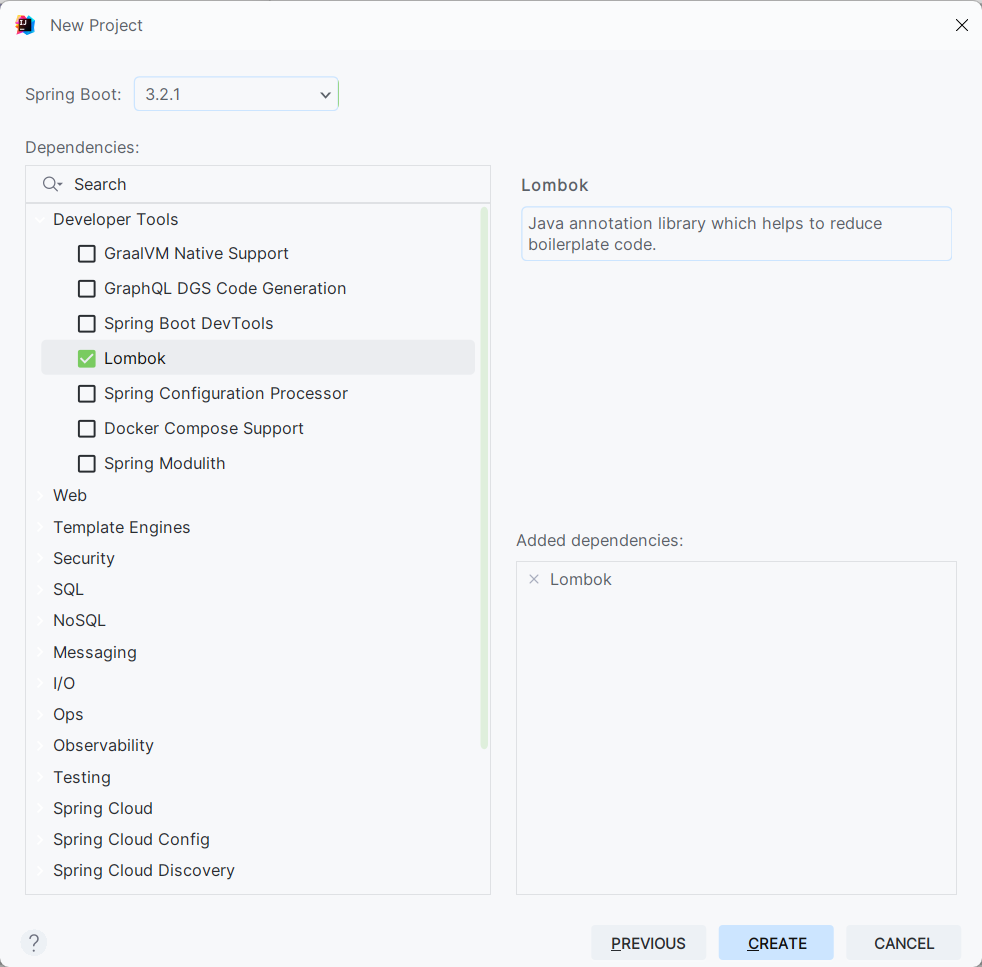 New Project
Spring Boot:
3.2.1
Dependencies:
Search
Developer Tools
GraalVM Native Support
GraphQL DGS Code Generation
Spring Boot DevTools
Lombok
Spring Configuration Processor
Docker Compose Support
Spring Modulith
Web
Template Engines
Security
SQL
NoSQL
Messaging
I/O
Ops
Observability
Testing
Spring Cloud
Spring Cloud Config
Spring Cloud Discovery
Lombok
Java annotation library which helps to reduce
boilerplate code.
Added dependencies:
Lombok
?
PREVIOUS
CREATE
CANCEL